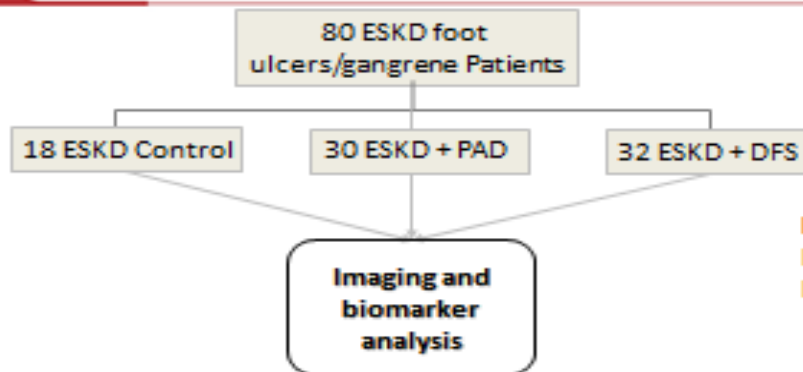 80 ESKD foot
ulcers/gangrene Patients
18 ESKD Control
30 ESKD + PAD
32 ESKD + DFS
Imaging and
biomarker
analysis